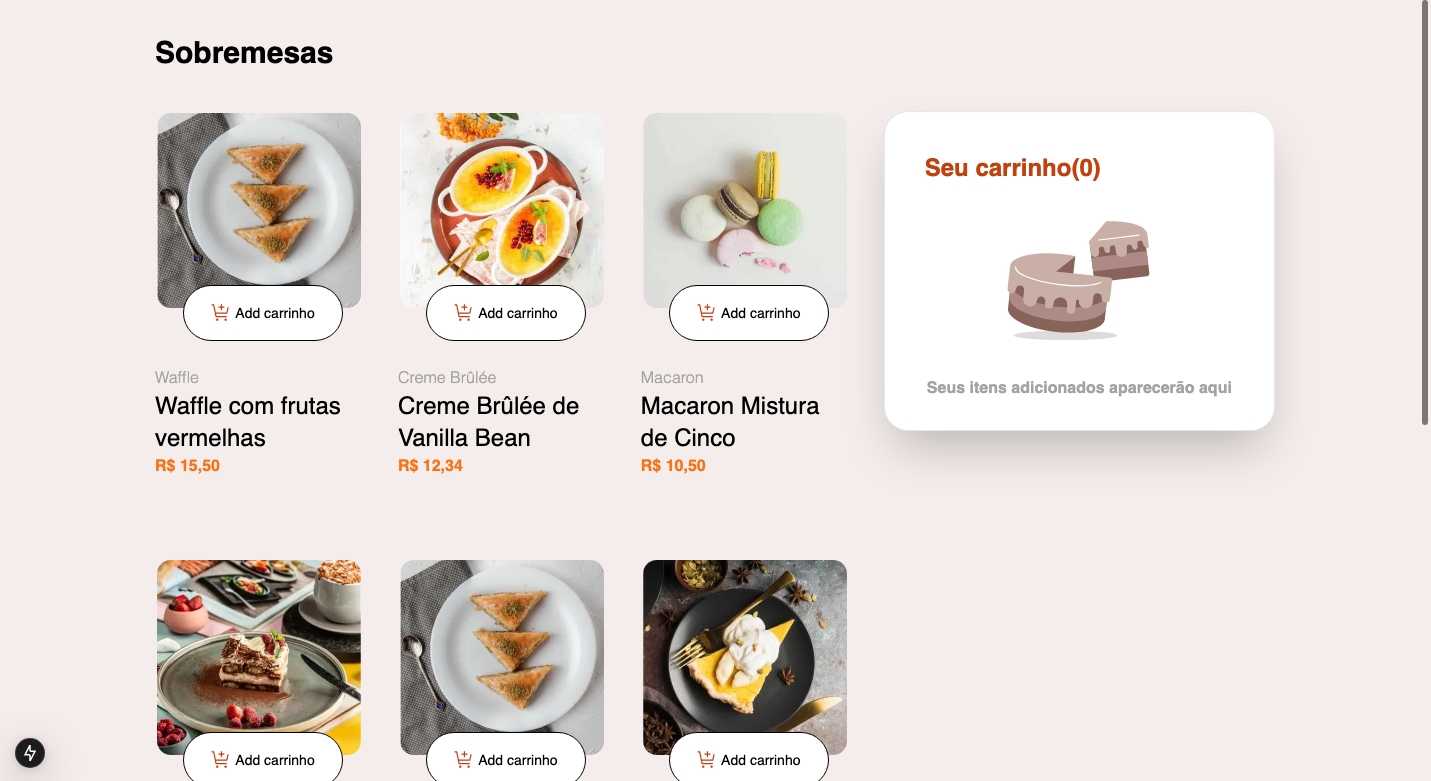 Sobremesas
Seu carrinho(0)
Add carrinho
Add carrinho
Add carrinho
Waffle
Waffle com frutas
vermelhas
R$ 15,50
Creme Brûlée
Creme Brûlée de
Vanilla Bean
R$ 12,34
Macaron
Macaron Mistura
de Cinco
R$ 10,50
Seus itens adicionados aparecerão aqui
Add carrinho
Add carrinho
Add carrinho